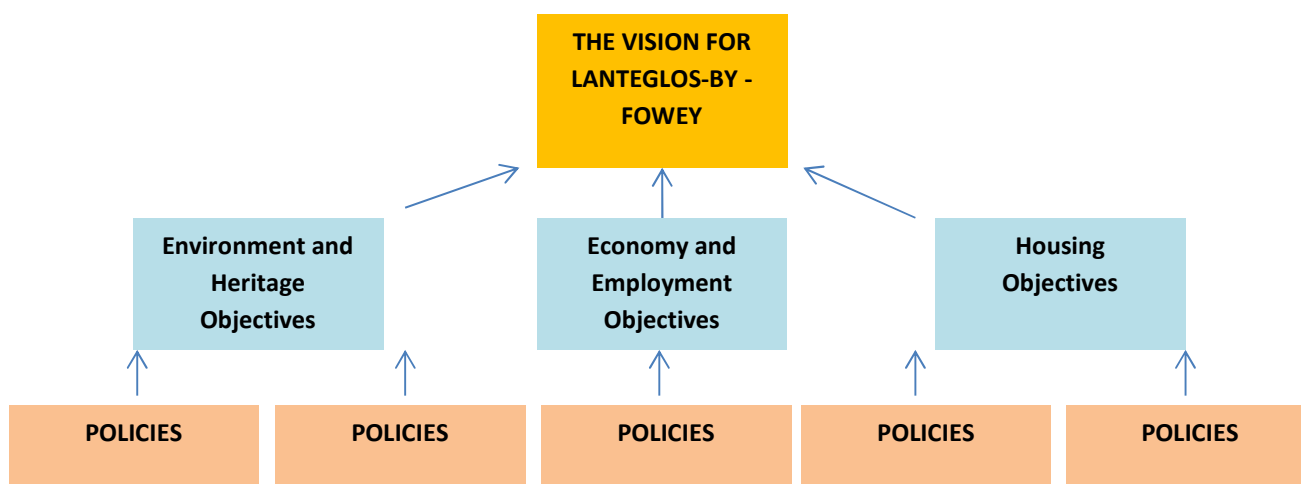 THE VISION FOR
LANTEGLOS-BY -
FOWEY
Environment and
Heritage
Objectives
Economy and
Employment
Objectives
Housing
Objectives
POLICIES
POLICIES
POLICIES
POLICIES
POLICIES